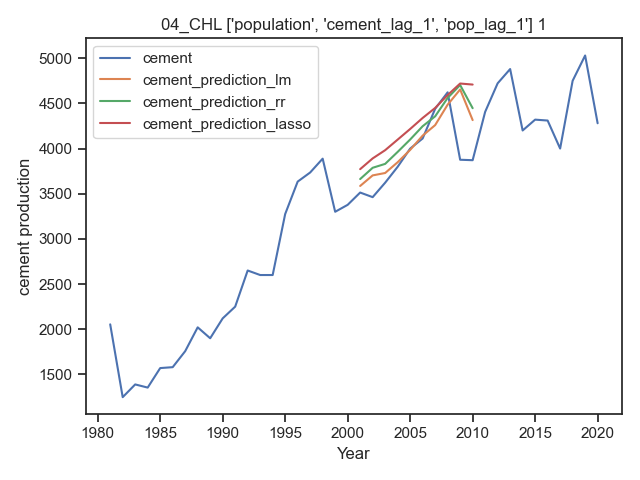 04_CHL ['population', 'cement_lag_1', 'pop_lag_1'] 1
cement
cement_prediction_lm
cement_prediction_rr
cement_prediction_lasso
cement production
5000
4500
4000
3500
3000
2500
2000
1500
1980 1985 1990 1995 2000 2005 2010 2015 2020
Year